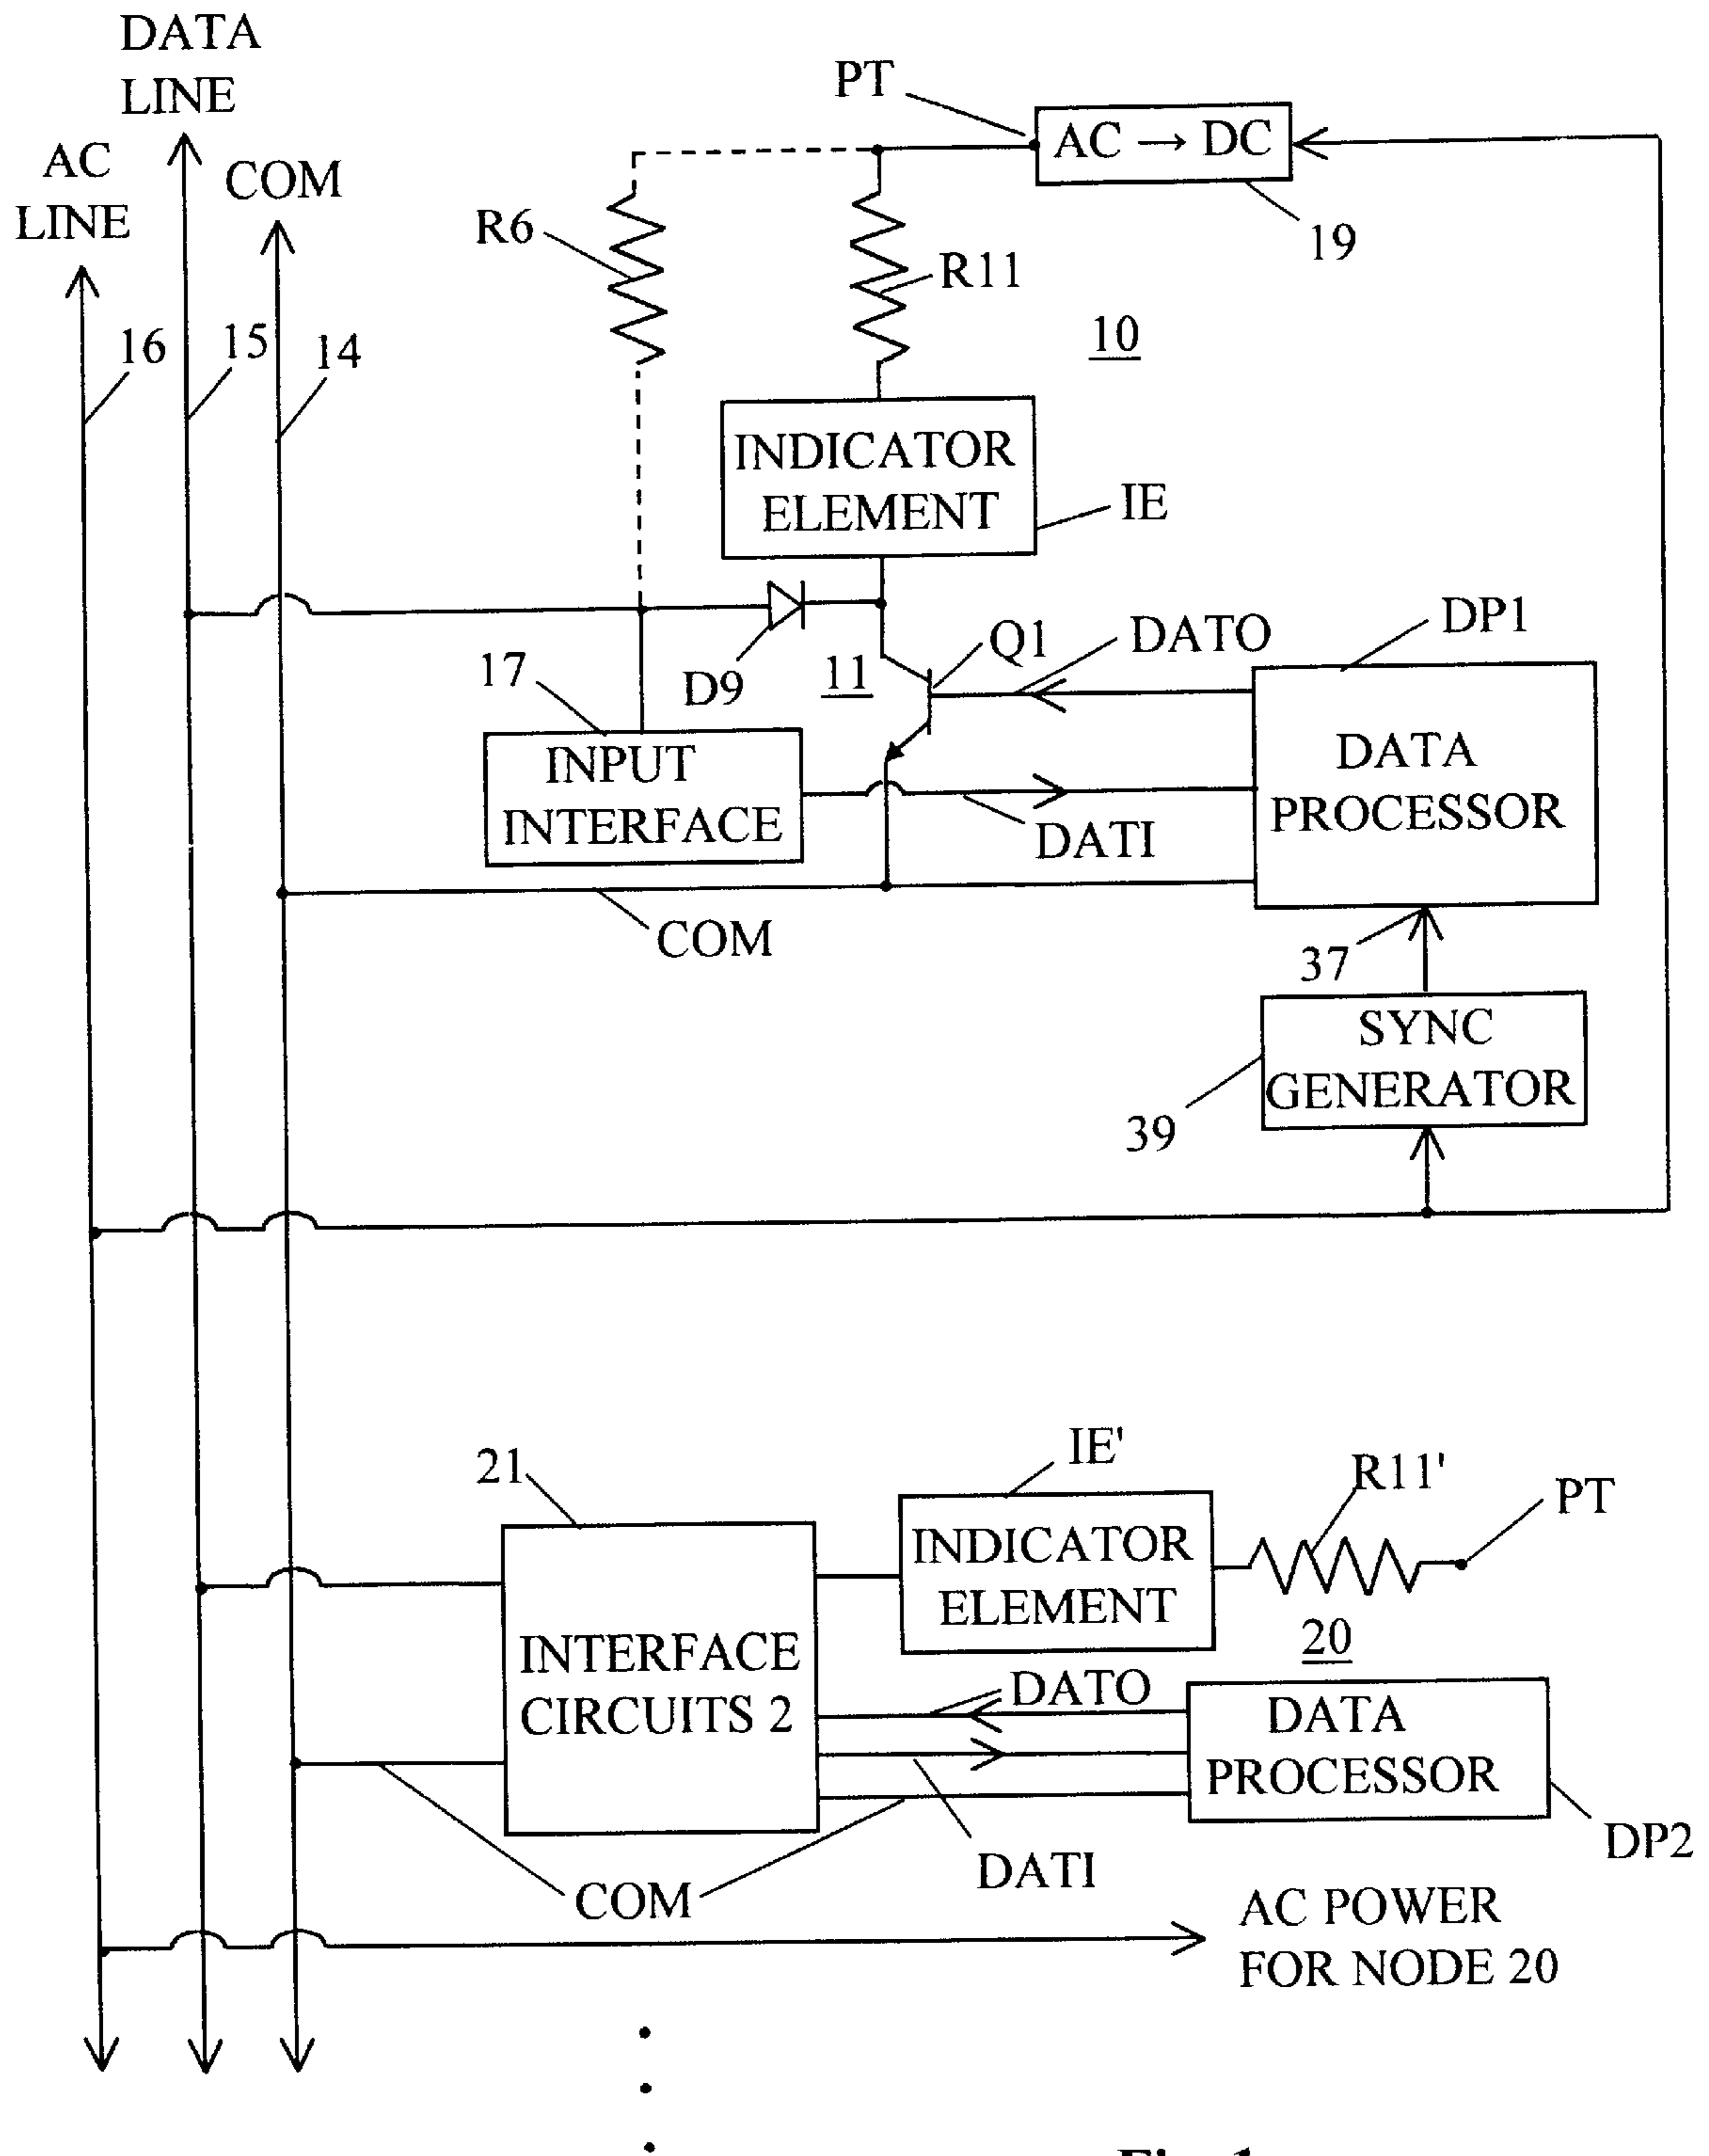 DATA
LINE
AC
LINE
COM
PT
AC → DC
19
R6
R11
10
16
15
14
INDICATOR
ELEMENT
IE
D9
11
Q1
DATO
DP1
17
INPUT
INTERFACE
DATI
DATA
PROCESSOR
COM
37
SYNC
GENERATOR
39
21
IE'
R11'
PT
INDICATOR
ELEMENT
20
INTERFACE
CIRCUITS 2
DATO
DATA
PROCESSOR
DP2
DATI
COM
AC POWER
FOR NODE 20